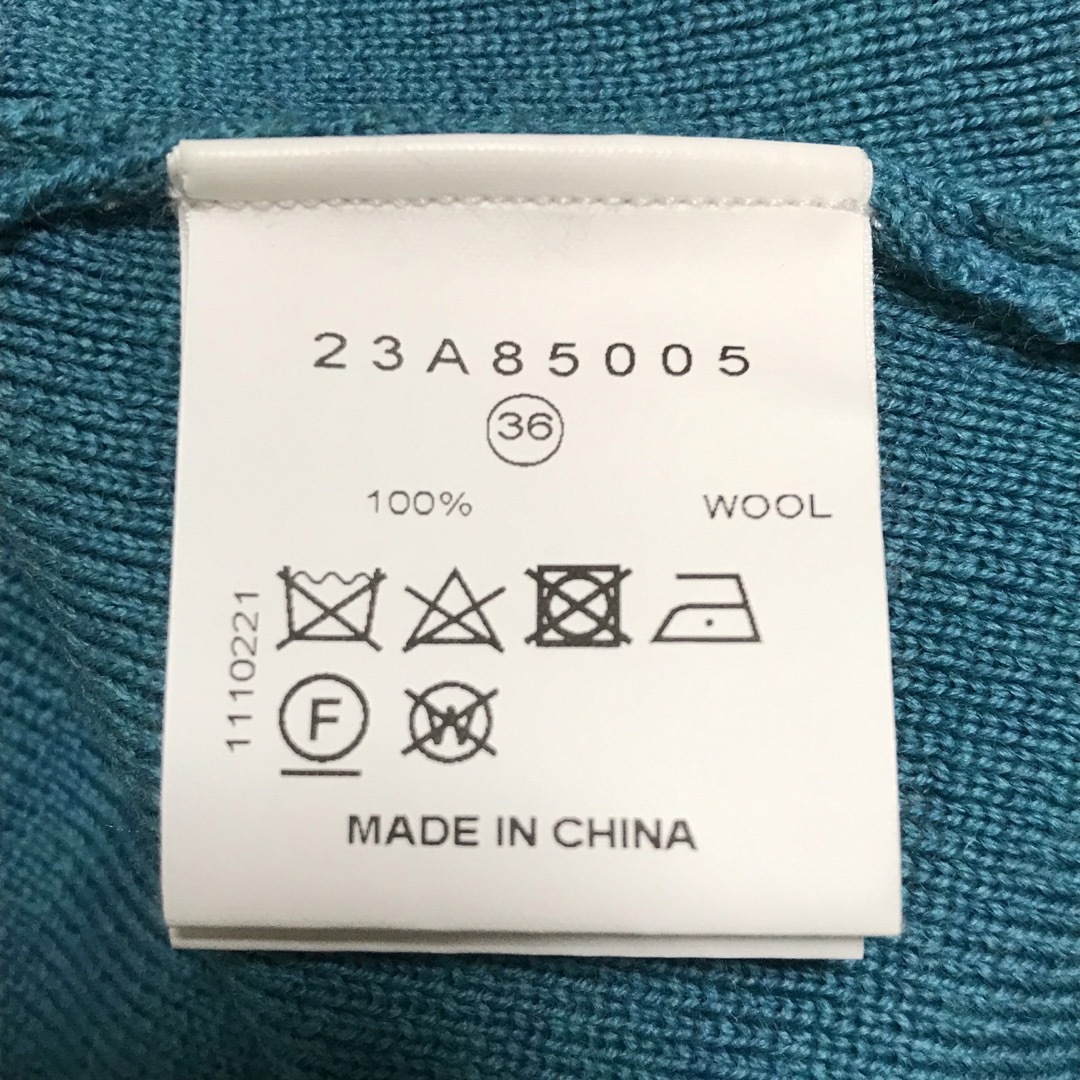 23A85005
36
100% WOOL
1110221
F
W
MADE IN CHINA